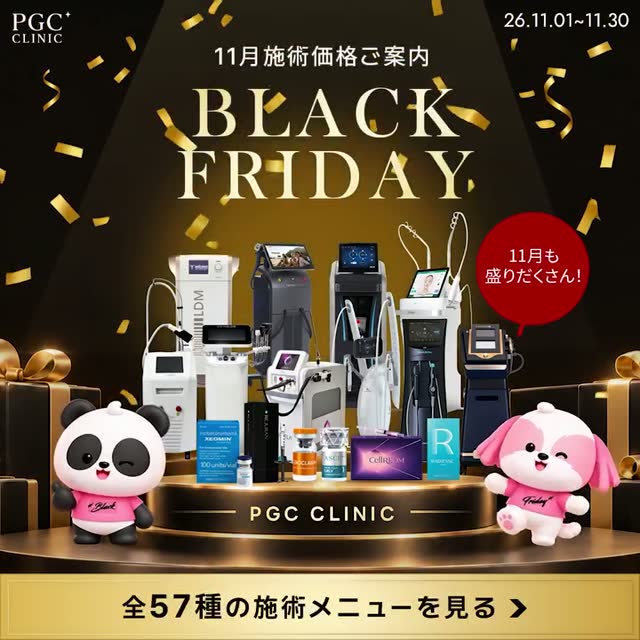 PGC+
CLINIC
26.11.01~11.30
11月施術価格ご案内
BLACK
FRIDAY
11月も
盛りだくさん!
LDM
XEOMIN
100 units/vial
CELLREDM
R
"Black"
"Friday"
PGC CLINIC
全57種の施術メニューを見る